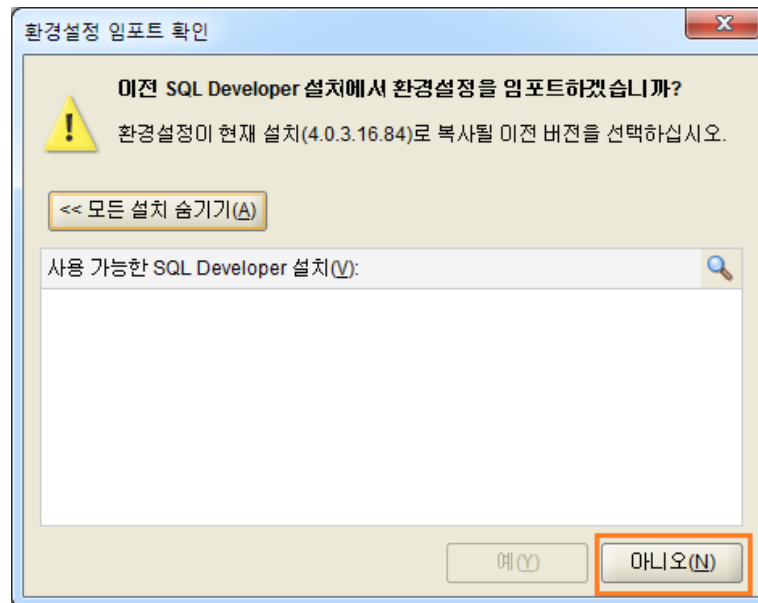 환경설정 임포트 확인
이전 SQL Developer 설치에서 환경설정을 임포트하겠습니까?
환경설정이 현재 설치(4.0.3.16.84)로 복사될 이전 버전을 선택하십시오.
<< 모든 설치 숨기기(A)
사용 가능한 SQL Developer 설치(V):
예(Y)
아니오(N)